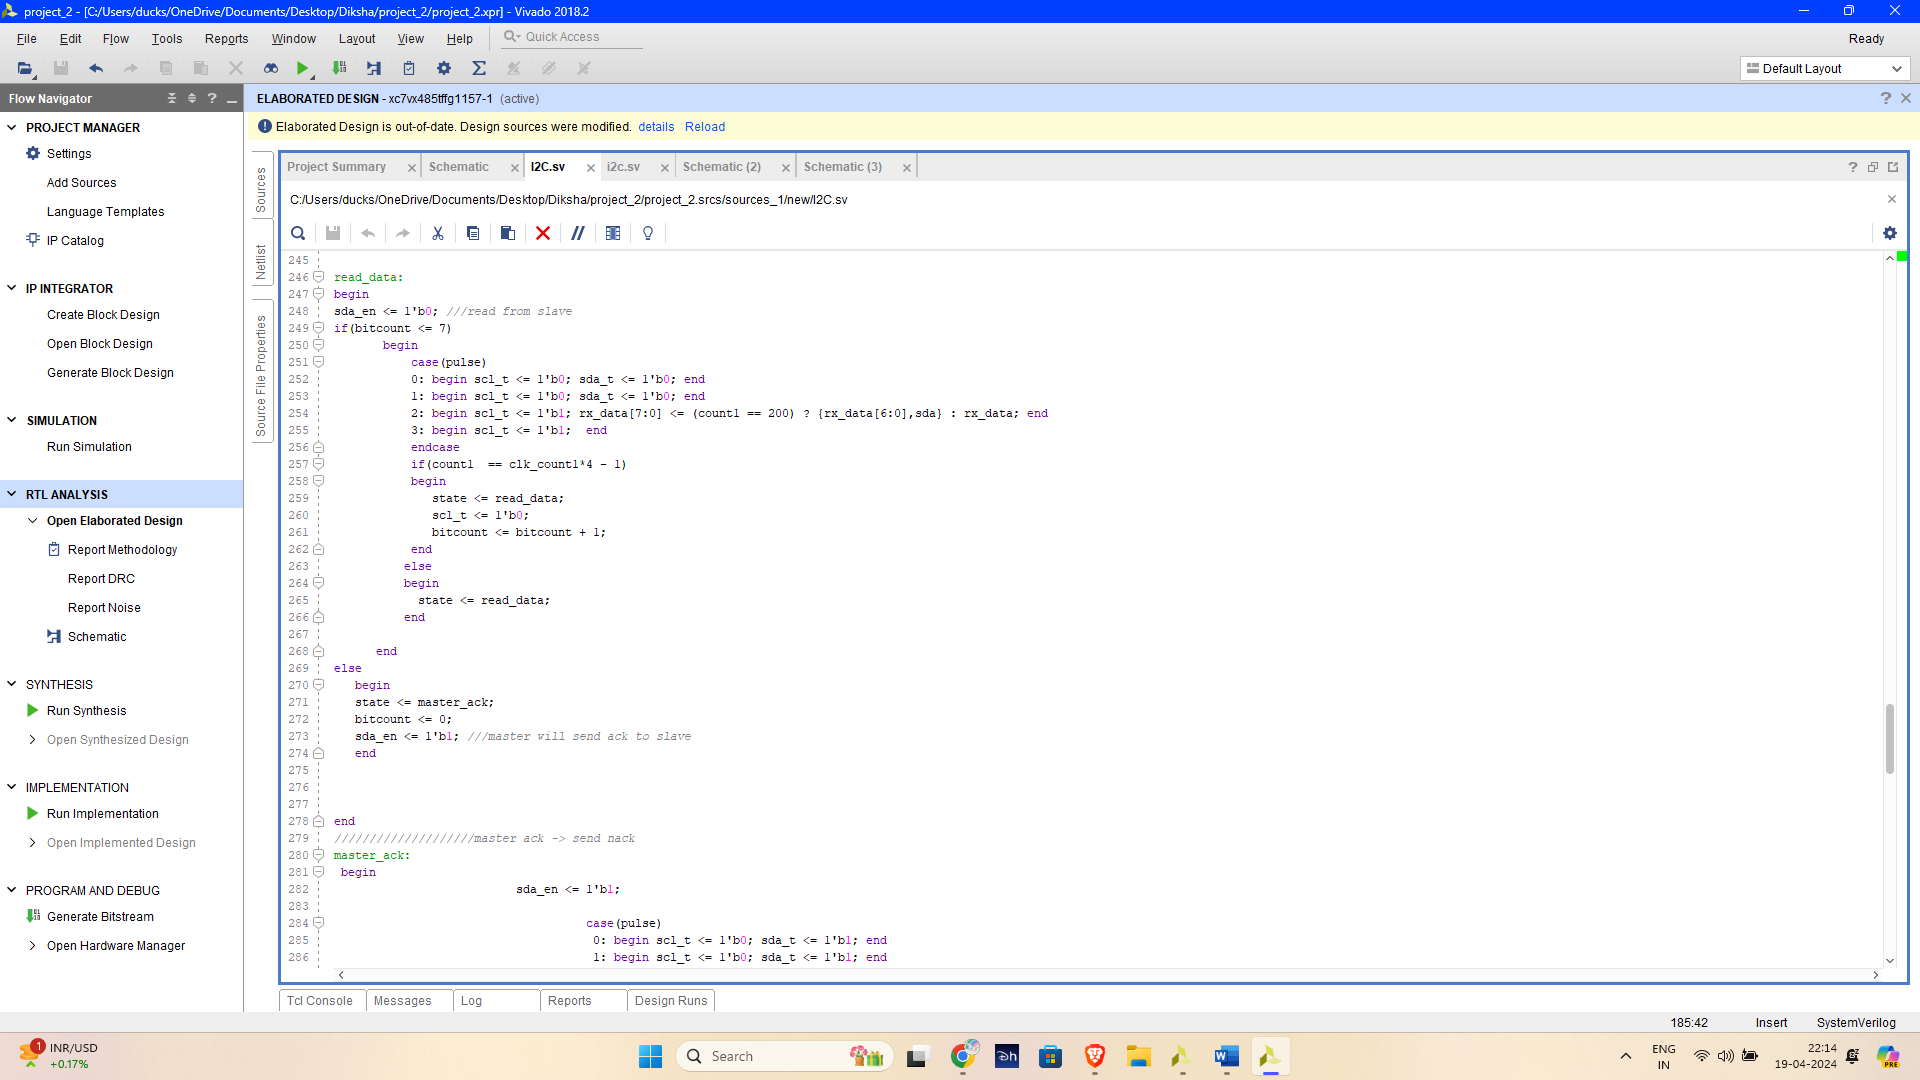 project_2 - [C:/Users/ducks/OneDrive/Documents/Desktop/Diksha/project_2/project_2.xpr] - Vivado 2018.2
File Edit Flow Tools Reports Window Layout View Help Quick Access
Ready
Default Layout
Flow Navigator
ELABORATED DESIGN - xc7vx485tffg1157-1 (active)
Elaborated Design is out-of-date. Design sources were modified. details Reload
PROJECT MANAGER
Settings
Add Sources
Language Templates
IP Catalog
IP INTEGRATOR
Create Block Design
Open Block Design
Generate Block Design
SIMULATION
Run Simulation
RTL ANALYSIS
Open Elaborated Design
Report Methodology
Report DRC
Report Noise
Schematic
SYNTHESIS
Run Synthesis
Open Synthesized Design
IMPLEMENTATION
Run Implementation
Open Implemented Design
PROGRAM AND DEBUG
Generate Bitstream
Open Hardware Manager
Sources
Netlist
Source File Properties
Project Summary Schematic I2C.sv i2c.sv Schematic (2) Schematic (3)
C:/Users/ducks/OneDrive/Documents/Desktop/Diksha/project_2/project_2.srcs/sources_1/new/I2C.sv
245
246 read_data:
247 begin
248 sda_en <= 1'b0; ///read from slave
249 if(bitcount <= 7)
250 begin
251 case(pulse)
252 0: begin scl_t <= 1'b0; sda_t <= 1'b0; end
253 1: begin scl_t <= 1'b0; sda_t <= 1'b0; end
254 2: begin scl_t <= 1'b1; rx_data[7:0] <= (count1 == 200) ? {rx_data[6:0],sda} : rx_data; end
255 3: begin scl_t <= 1'b1;  end
256 endcase
257 if(count1  == clk_count1*4 - 1)
258 begin
259 state <= read_data;
260 scl_t <= 1'b0;
261 bitcount <= bitcount + 1;
262 end
263 else
264 begin
265 state <= read_data;
266 end
267
268 end
269 else
270 begin
271 state <= master_ack;
272 bitcount <= 0;
273 sda_en <= 1'b1; ///master will send ack to slave
274 end
275
276
277
278 end
279 ////////////////////master ack -> send nack
280 master_ack:
281 begin
282 sda_en <= 1'b1;
283
284 case(pulse)
285 0: begin scl_t <= 1'b0; sda_t <= 1'b1; end
286 1: begin scl_t <= 1'b0; sda_t <= 1'b1; end
Tcl Console Messages Log Reports Design Runs
185:42 Insert SystemVerilog
1
INR/USD
+0.17%
Search
ENG
IN
22:14
19-04-2024
PRE